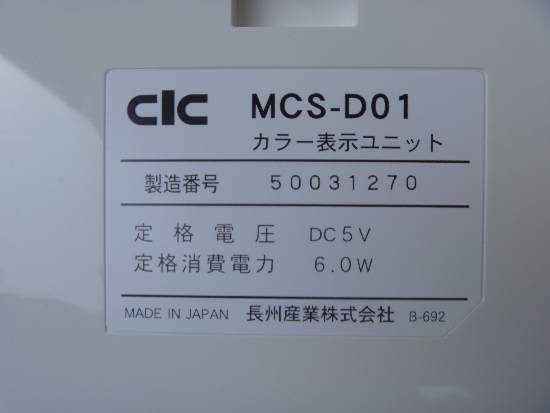 CIC MCS-D01
カラー表示ユニット
製造番号 50031270
定格電圧 DC5V
定格消費電力 6.0W
MADE IN JAPAN 長州産業株式会社 B-692